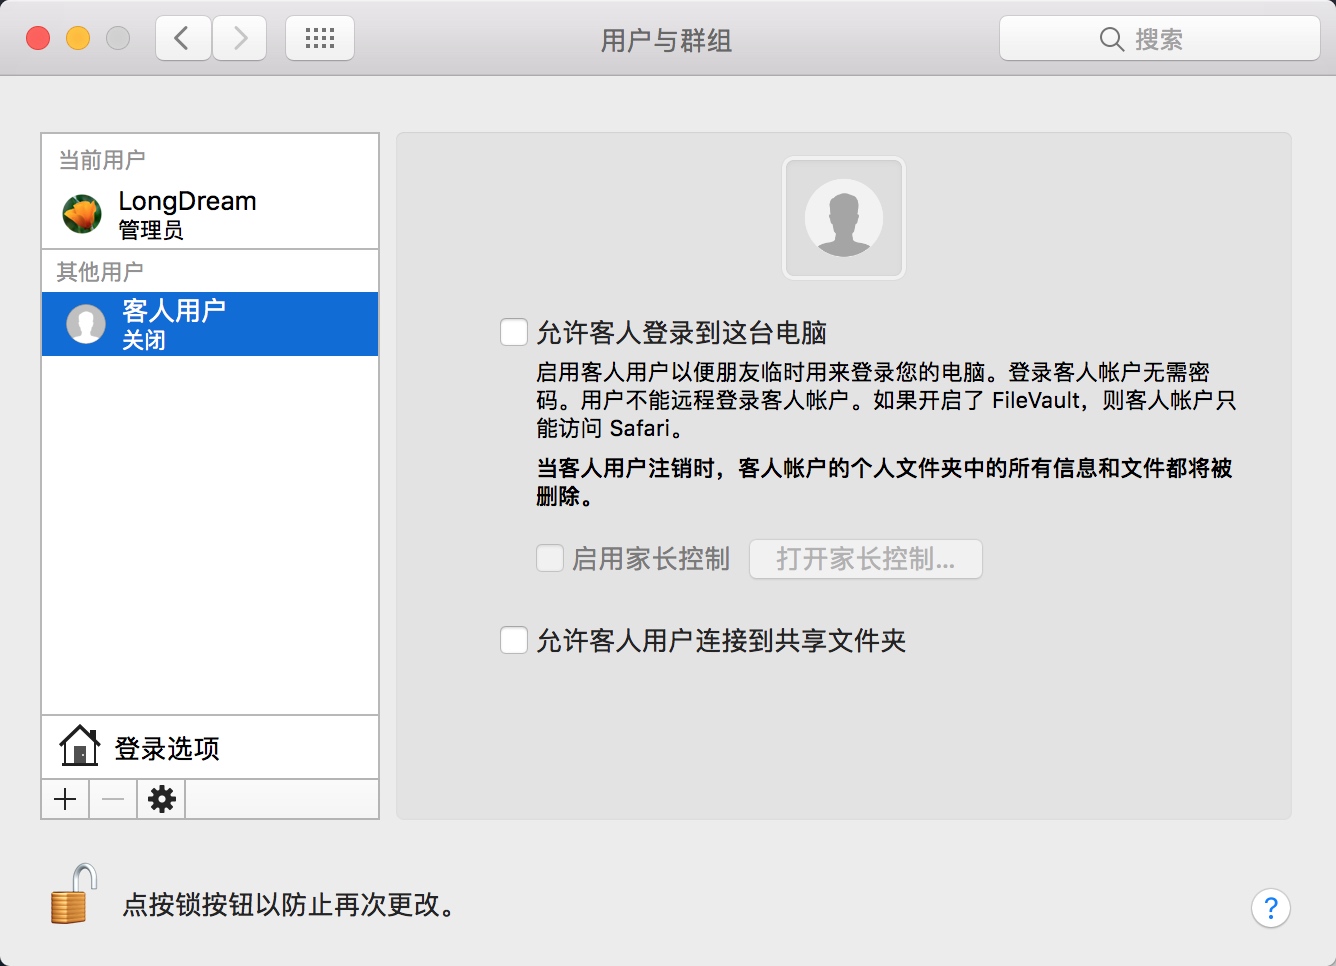 用户与群组
搜索
当前用户
LongDream
管理员
其他用户
客人用户
关闭
登录选项
允许客人登录到这台电脑
启用客人用户以便朋友临时用来登录您的电脑。登录客人帐户无需密
码。用户不能远程登录客人帐户。如果开启了 FileVault，则客人帐户只
能访问 Safari。
当客人用户注销时，客人帐户的个人文件夹中的所有信息和文件都将被
删除。
启用家长控制
打开家长控制...
允许客人用户连接到共享文件夹
点按锁按钮以防止再次更改。
?